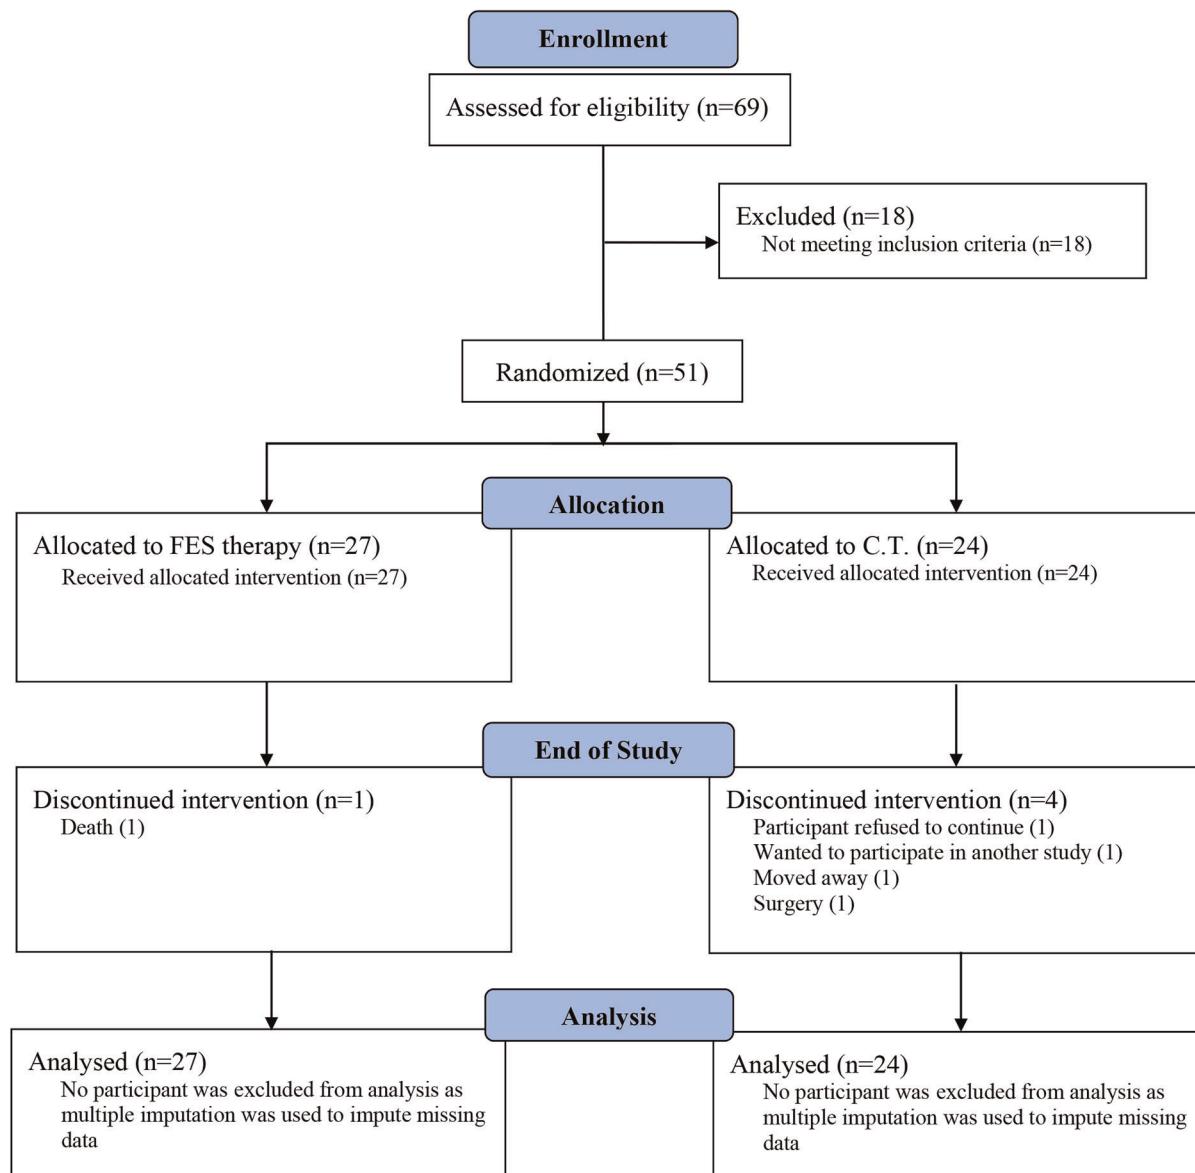 Enrollment
Assessed for eligibility (n=69)
Excluded (n=18)
Not meeting inclusion criteria (n=18)
Randomized (n=51)
Allocation
Allocated to FES therapy (n=27)
Received allocated intervention (n=27)
Allocated to C.T. (n=24)
Received allocated intervention (n=24)
End of Study
Discontinued intervention (n=1)
Death (1)
Discontinued intervention (n=4)
Participant refused to continue (1)
Wanted to participate in another study (1)
Moved away (1)
Surgery (1)
Analysis
Analysed (n=27)
No participant was excluded from analysis as
multiple imputation was used to impute missing
data
Analysed (n=24)
No participant was excluded from analysis as
multiple imputation was used to impute missing
data